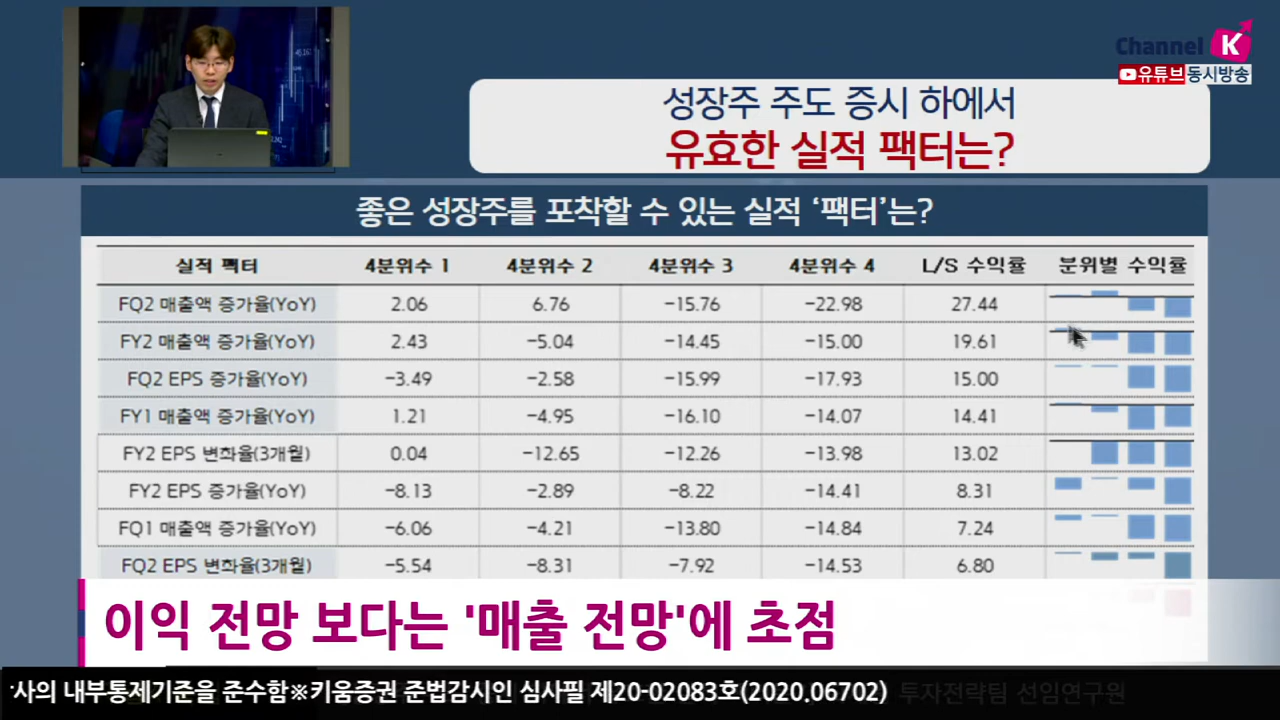 Channel K
유튜브동시방송
성장주 주도 증시 하에서
유효한 실적 팩터는?
좋은 성장주를 포착할 수 있는 실적 ‘팩터’는?
실적 팩터 4분위수 1 4분위수 2 4분위수 3 4분위수 4 L/S 수익률 분위별 수익률
FQ2 매출액 증가율(YoY) 2.06 6.76 -15.76 -22.98 27.44
FY2 매출액 증가율(YoY) 2.43 -5.04 -14.45 -15.00 19.61
FQ2 EPS 증가율(YoY) -3.49 -2.58 -15.99 -17.93 15.00
FY1 매출액 증가율(YoY) 1.21 -4.95 -16.10 -14.07 14.41
FY2 EPS 변화율(3개월) 0.04 -12.65 -12.26 -13.98 13.02
FY2 EPS 증가율(YoY) -8.13 -2.89 -8.22 -14.41 8.31
FQ1 매출액 증가율(YoY) -6.06 -4.21 -13.80 -14.84 7.24
FQ2 EPS 변화율(3개월) -5.54 -8.31 -7.92 -14.53 6.80
이익 전망 보다는 '매출 전망'에 초점
사의 내부통제기준을 준수함※키움증권 준법감시인 심사필 제20-02083호(2020.06702) 투자전략팀 선임연구원